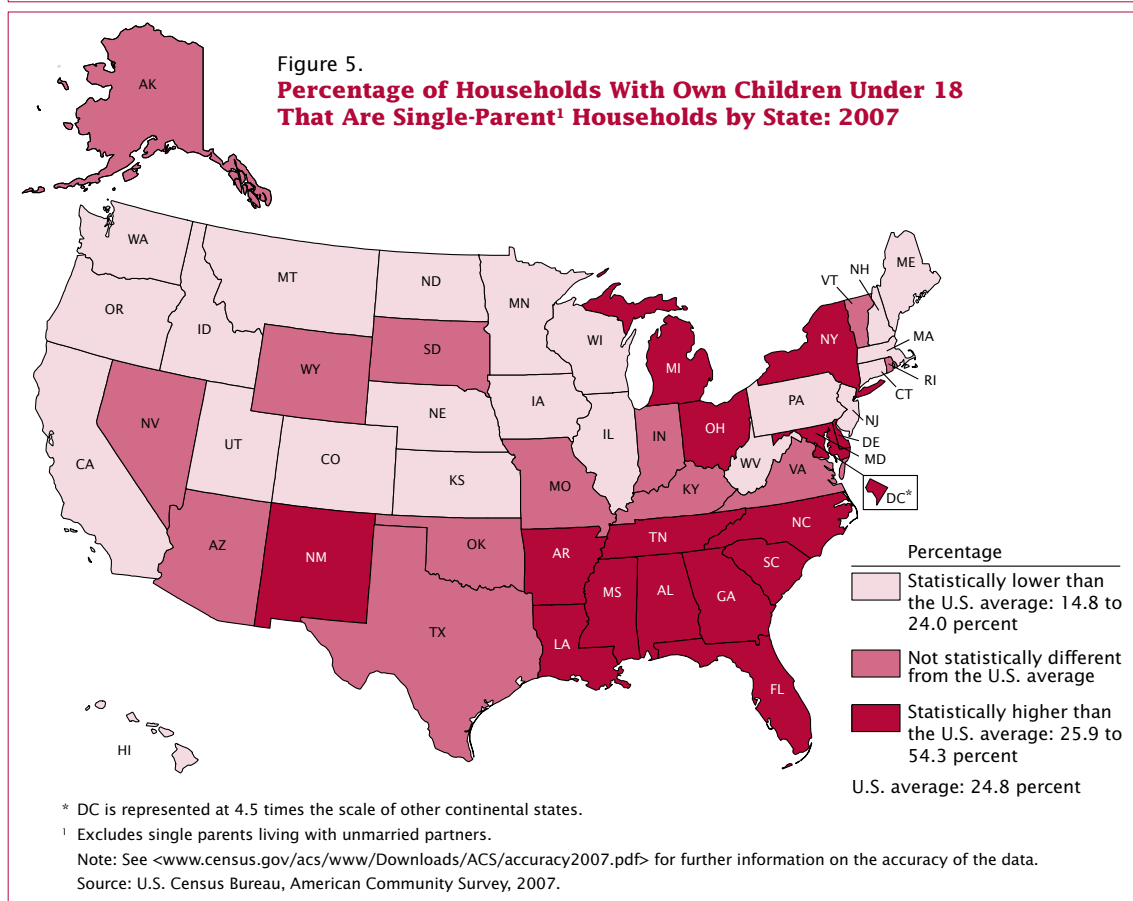 Figure 5.
Percentage of Households With Own Children Under 18
That Are Single-Parent¹ Households by State: 2007
AK
WA
MT
ND
MN
ME
NH
VT
OR
ID
WI
MA
NY
SD
WY
MI
RI
CT
IA
PA
NE
NV
NJ
OH
IL
IN
UT
DE
CO
MD
CA
WV
VA
KS
MO
KY
DC*
NC
TN
OK
AZ
AR
NM
SC
MS
AL
GA
TX
LA
FL
HI
Percentage
Statistically lower than
the U.S. average: 14.8 to
24.0 percent
Not statistically different
from the U.S. average
Statistically higher than
the U.S. average: 25.9 to
54.3 percent
U.S. average: 24.8 percent
* DC is represented at 4.5 times the scale of other continental states.
¹ Excludes single parents living with unmarried partners.
Note: See <www.census.gov/acs/www/Downloads/ACS/accuracy2007.pdf> for further information on the accuracy of the data.
Source: U.S. Census Bureau, American Community Survey, 2007.